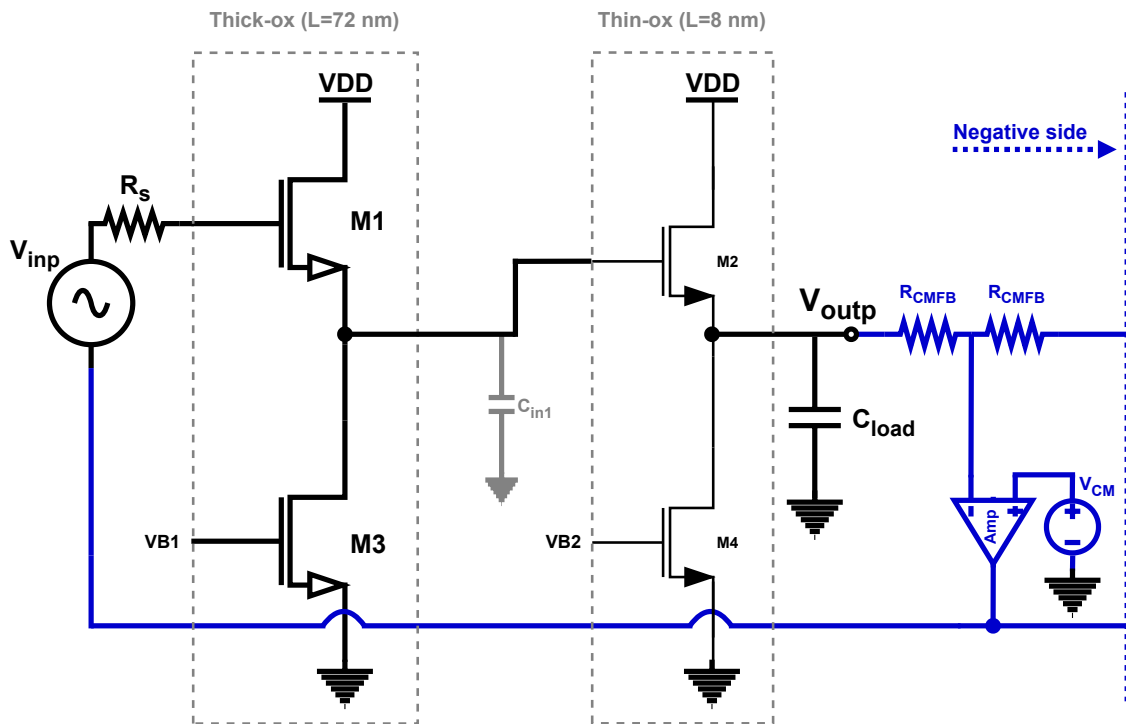 Thick-ox (L=72 nm)
Thin-ox (L=8 nm)
VDD
VDD
Negative side
Rs
M1
M2
Vinp
Voutp
RCMFB
RCMFB
Cin1
Cload
VCM
Amp
VB1
M3
VB2
M4